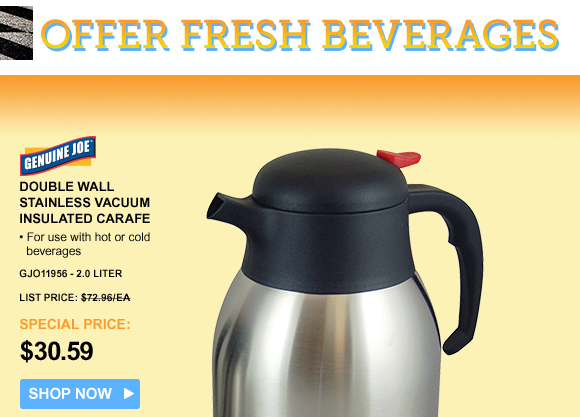 OFFER FRESH BEVERAGES
GENUINE JOE
DOUBLE WALL
STAINLESS VACUUM
INSULATED CARAFE
• For use with hot or cold
beverages
GJO11956 - 2.0 LITER
LIST PRICE: $72.96/EA
SPECIAL PRICE:
$30.59
SHOP NOW